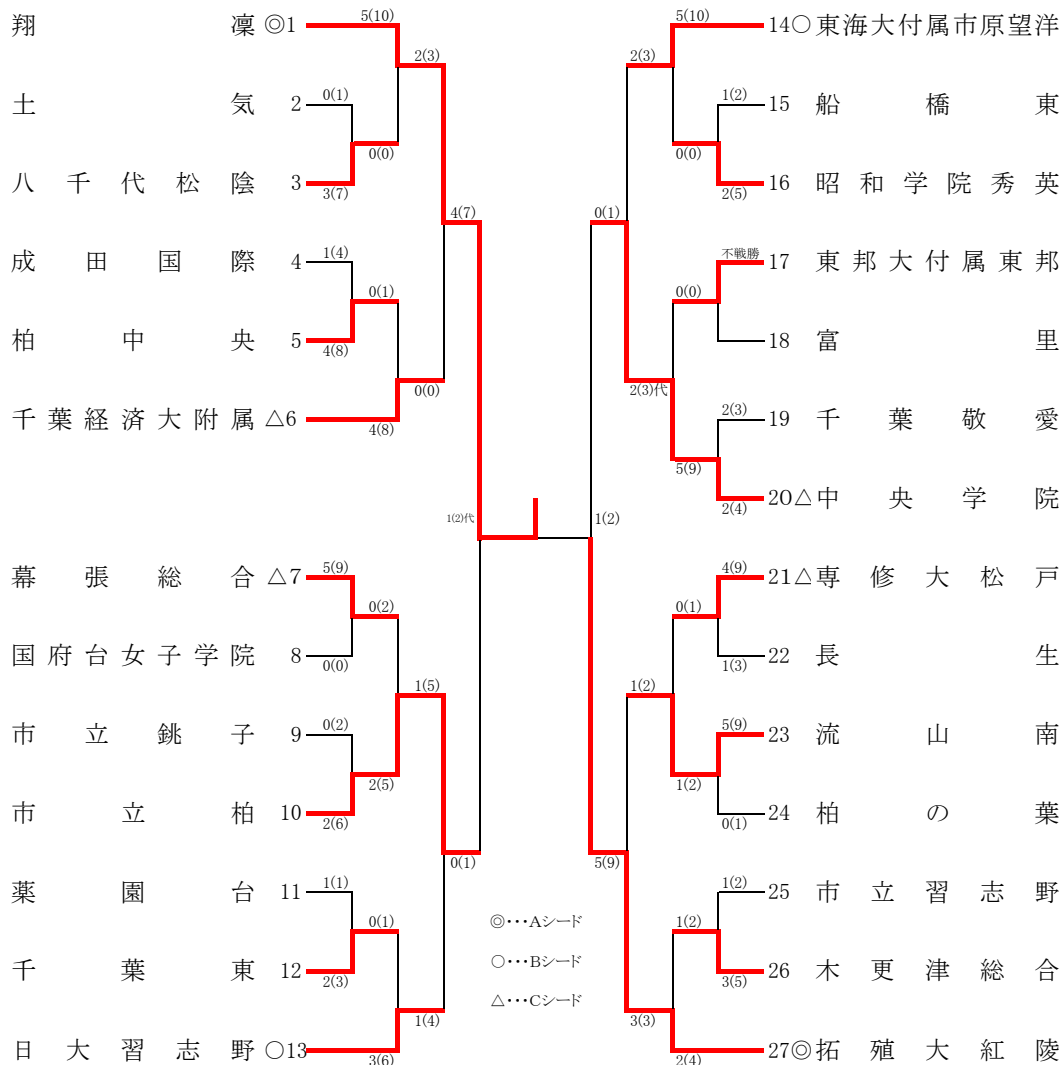 翔凜 ◎1 5(10) 5(10) 14○ 東海大付属市原望洋
2(3) 2(3)
土気 2 0(1) 1(2) 15 船橋東
0(0) 0(0)
八千代松陰 3 3(7) 2(5) 16 昭和学院秀英
4(7) 0(1)
成田国際 4 1(4) 不戦勝 17 東邦大付属東邦
0(1) 0(0)
柏中央 5 4(8) 18 富里
0(0) 2(3)代
千葉経済大附属 △6 4(8) 2(3) 19 千葉敬愛
5(9)
2(4) 20△ 中央学院
1(2)代 1(2)
幕張総合 △7 5(9) 4(9) 21△ 専修大松戸
0(2) 0(1)
国府台女子学院 8 0(0) 1(3) 22 長生
1(5) 1(2)
市立銚子 9 0(2) 5(9) 23 流山南
2(5) 1(2)
市立柏 10 2(6) 0(1) 24 柏の葉
0(1) 5(9)
薬園台 11 1(1) 1(2) 25 市立習志野
◎･･･Aシード
0(1) 1(2)
○･･･Bシード
千葉東 12 2(3) 3(5) 26 木更津総合
△･･･Cシード
1(4) 3(3)
日大習志野 ○13 3(6) 2(4) 27◎ 拓殖大紅陵